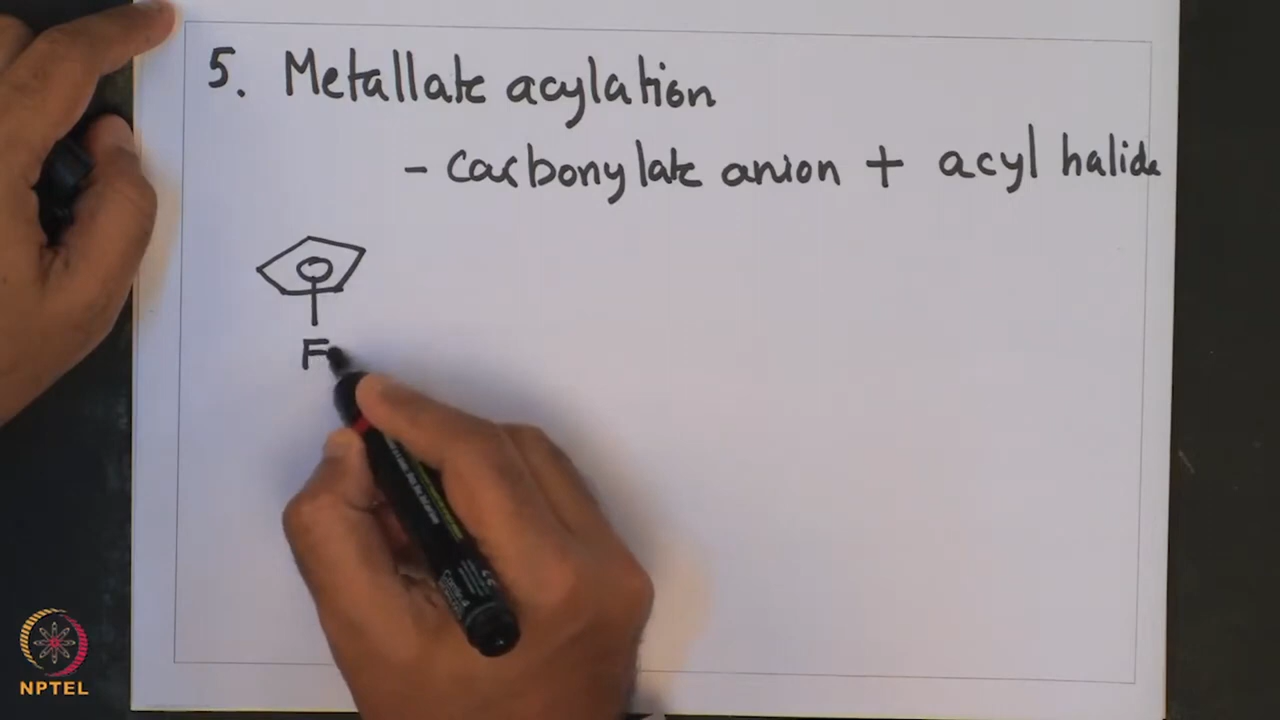 5. Metallate acylation
- carbonylate anion + acyl halide
F
NPTEL